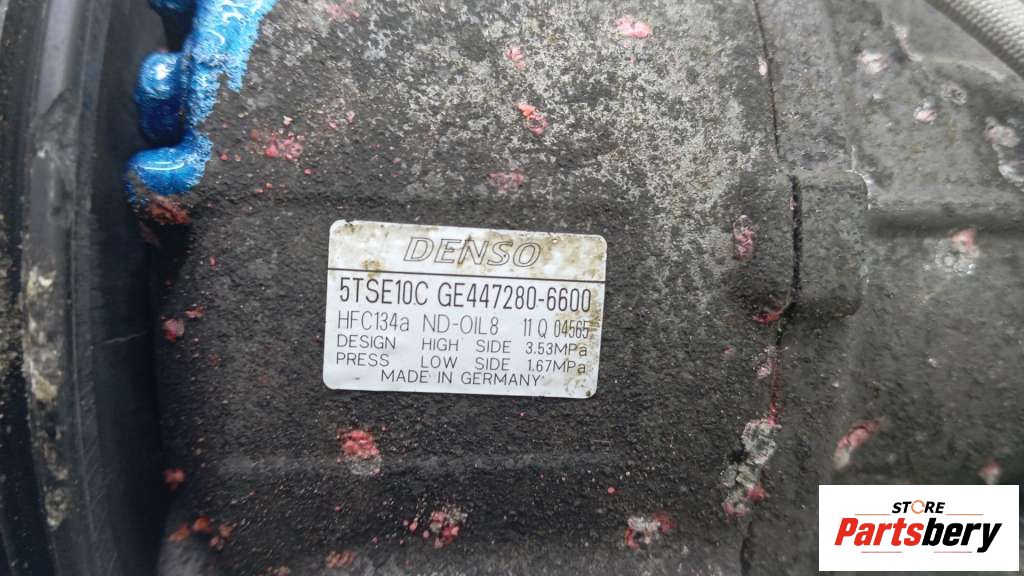 DENSO
5TSE10C GE447280-6600
HFC134a ND-OIL8 11 Q 04565
DESIGN HIGH SIDE 3.53MPa
PRESS LOW SIDE 1.67MPa
MADE IN GERMANY
STORE
Partsbery